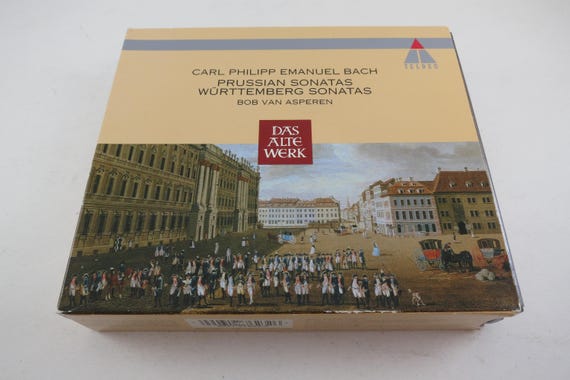 CARL PHILIPP EMANUEL BACH
PRUSSIAN SONATAS
WÜRTTEMBERG SONATAS
BOB VAN ASPEREN
TELDEC
DAS
ALTE
WERK